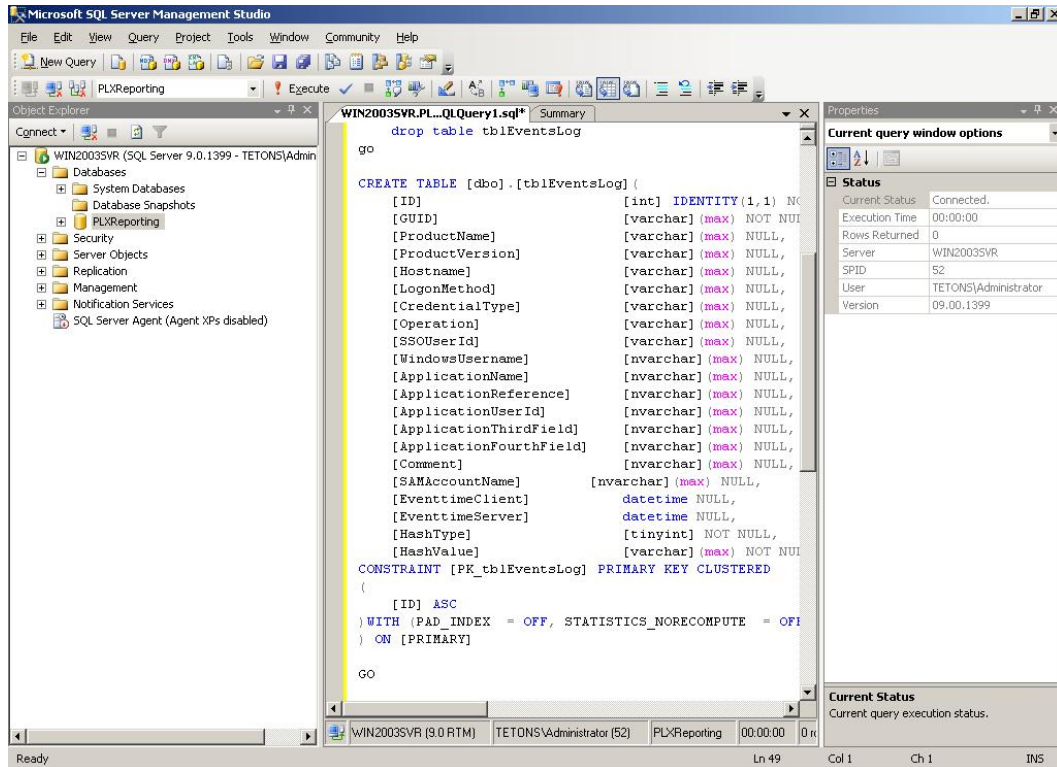 Microsoft SQL Server Management Studio
File Edit View Query Project Tools Window Community Help
New Query
PLXReporting Execute
Object Explorer
Connect
WIN2003SVR (SQL Server 9.0.1399 - TETONS\Admin
Databases
System Databases
Database Snapshots
PLXReporting
Security
Server Objects
Replication
Management
Notification Services
SQL Server Agent (Agent XPs disabled)
WIN2003SVR.PL...QLQuery1.sql* Summary
drop table tblEventsLog
go
CREATE TABLE [dbo].[tblEventsLog](
[ID] [int] IDENTITY(1,1) NO
[GUID] [varchar](max) NOT NUL
[ProductName] [varchar](max) NULL,
[ProductVersion] [varchar](max) NULL,
[Hostname] [varchar](max) NULL,
[LogonMethod] [varchar](max) NULL,
[CredentialType] [varchar](max) NULL,
[Operation] [varchar](max) NULL,
[SSOUserId] [varchar](max) NULL,
[WindowsUsername] [nvarchar](max) NULL,
[ApplicationName] [nvarchar](max) NULL,
[ApplicationReference] [nvarchar](max) NULL,
[ApplicationUserId] [nvarchar](max) NULL,
[ApplicationThirdField] [nvarchar](max) NULL,
[ApplicationFourthField] [nvarchar](max) NULL,
[Comment] [nvarchar](max) NULL,
[SAMAccountName] [nvarchar](max) NULL,
[EventtimeClient] datetime NULL,
[EventtimeServer] datetime NULL,
[HashType] [tinyint] NOT NULL,
[HashValue] [varchar](max) NOT NUL
CONSTRAINT [PK_tblEventsLog] PRIMARY KEY CLUSTERED
(
[ID] ASC
)WITH (PAD_INDEX = OFF, STATISTICS_NORECOMPUTE = OFF
) ON [PRIMARY]
GO
WIN2003SVR (9.0 RTM) TETONS\Administrator (52) PLXReporting 00:00:00 0
Properties
Current query window options
Status
Current Status Connected.
Execution Time 00:00:00
Rows Returned 0
Server WIN2003SVR
SPID 52
User TETONS\Administrator
Version 09.00.1399
Current Status
Current query execution status.
Ready Ln 49 Col 1 Ch 1 INS